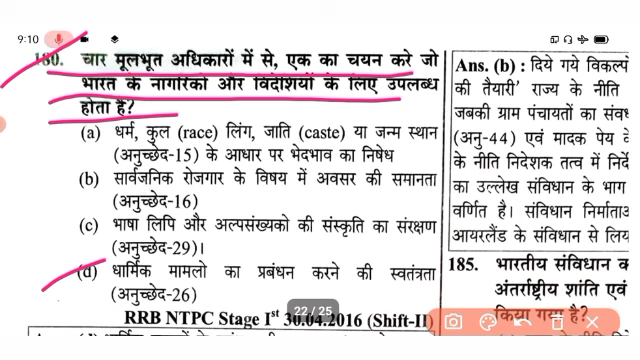 9:10
180. चार मूलभूत अधिकारों में से, एक का चयन करे जो
भारत के नागरिको और विदेशियों के लिए उपलब्ध
होता है?
(a) धर्म, कुल (race) लिंग, जाति (caste) या जन्म स्थान
(अनुच्छेद-15) के आधार पर भेदभाव का निषेध
(b) सार्वजनिक रोजगार के विषय में अवसर की समानता
(अनुच्छेद-16)
(c) भाषा लिपि और अल्पसंख्यको की संस्कृति का संरक्षण
(अनुच्छेद-29)।
(d) धार्मिक मामलो का प्रबंधन करने की स्वतंत्रता
(अनुच्छेद-26)
22 / 25
RRB NTPC Stage Ist 30.04.2016 (Shift-II)
Ans. (b) : दिये गये विकल्पे
की तैयारी' राज्य के नीति
जबकी ग्राम पंचायतों का संवध
(अनु-44) एवं मादक पेय
के नीति निदेशक तत्व में निर्दे
का उल्लेख संविधान के भाग
वर्णित है। संविधान निर्माताअ
आयरलैंड के संविधान से लिय
185. भारतीय संविधान क
अंतर्राष्ट्रीय शांति एवं
किया गया है?